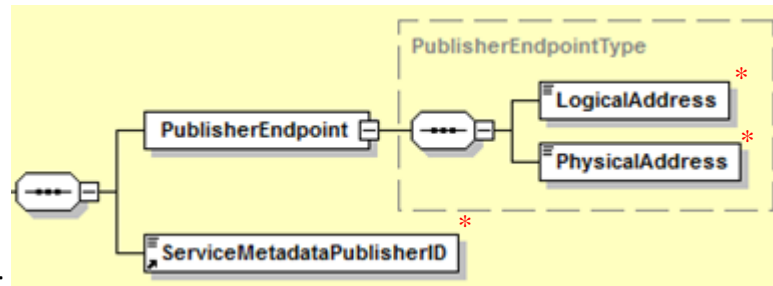 PublisherEndpointType
LogicalAddress *
PublisherEndpoint
PhysicalAddress *
ServiceMetadataPublisherID *
.